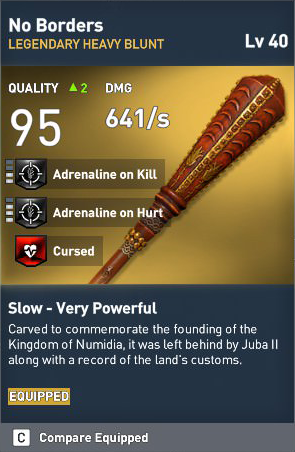 No Borders
LEGENDARY HEAVY BLUNT
Lv 40
QUALITY ▲2 DMG
95 641/s
Adrenaline on Kill
Adrenaline on Hurt
Cursed
Slow - Very Powerful
Carved to commemorate the founding of the
Kingdom of Numidia, it was left behind by Juba II
along with a record of the land's customs.
EQUIPPED
C Compare Equipped